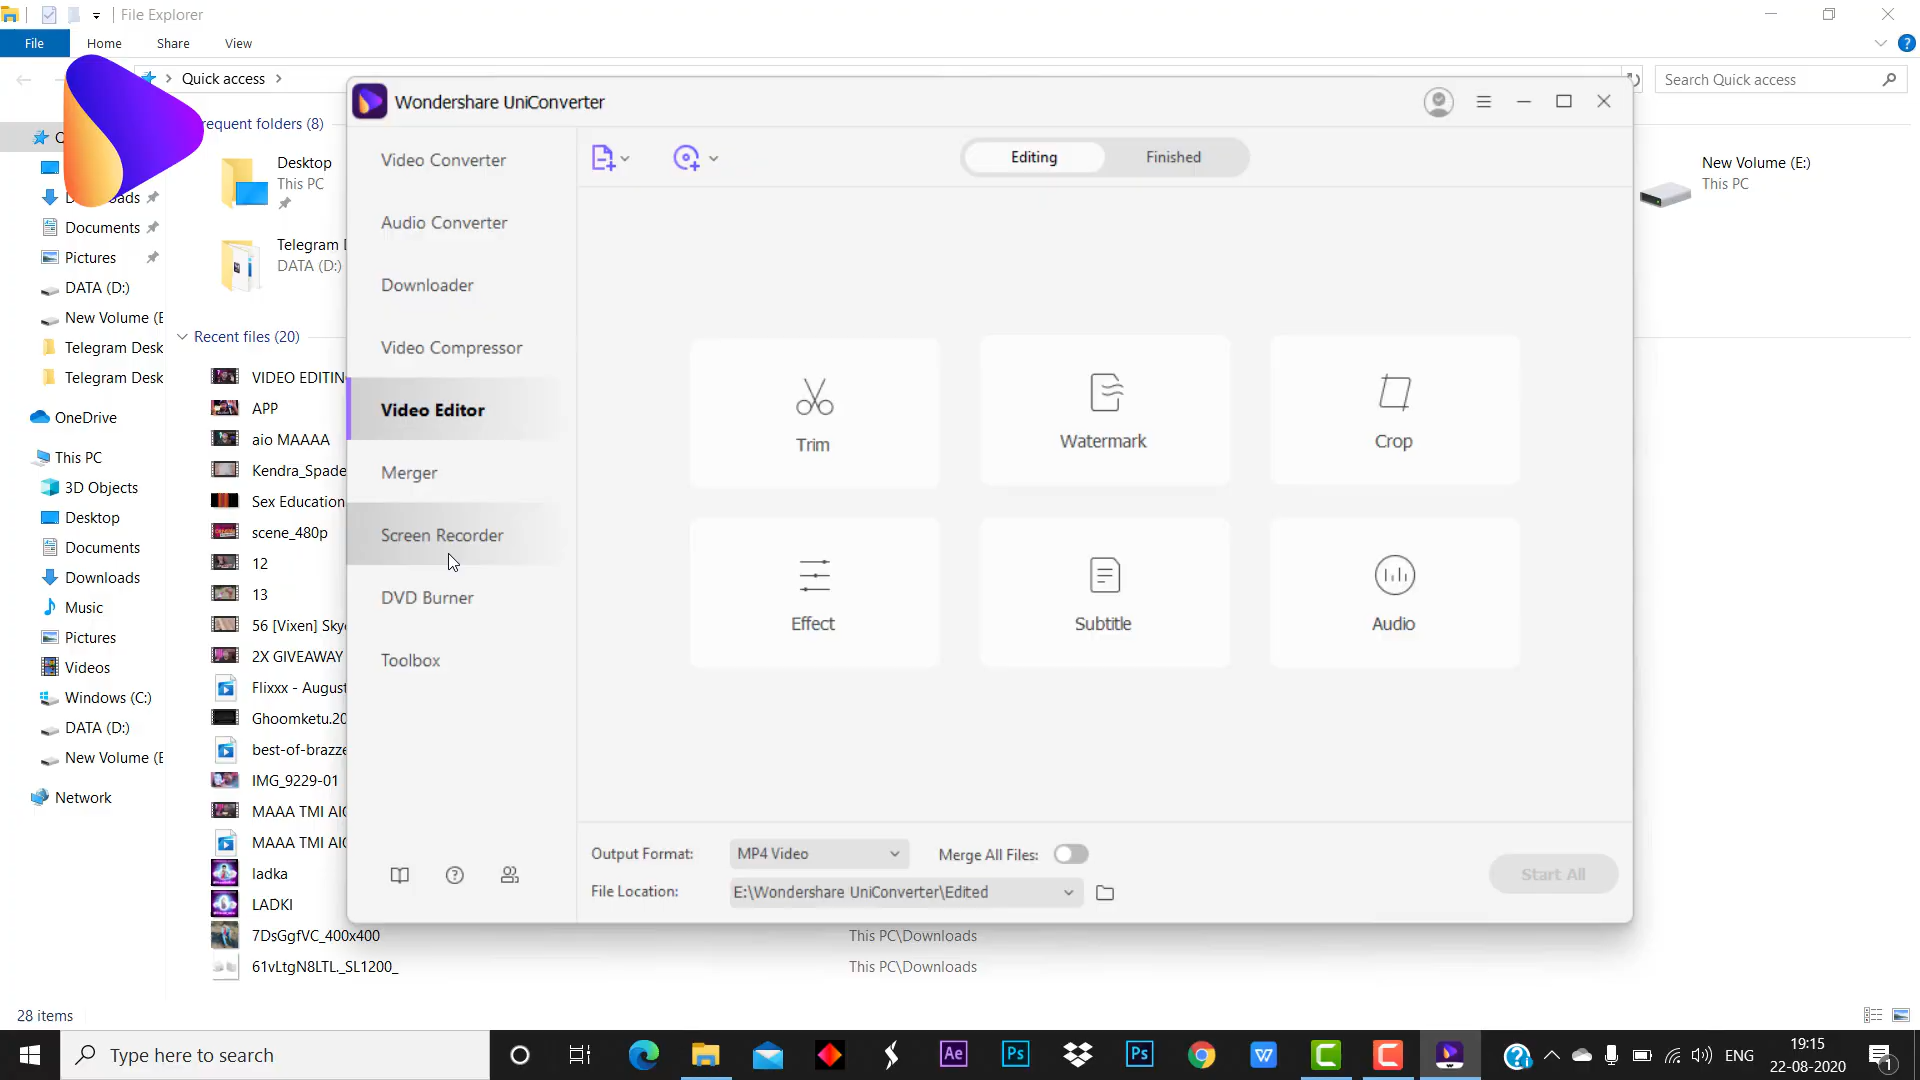 File Explorer
File Home Share View
Quick access
Search Quick access
requent folders (8)
Desktop
This PC
Telegram
DATA (D:)
New Volume (E:)
This PC
Documents
Pictures
DATA (D:)
New Volume (E
Telegram Desk
Telegram Desk
OneDrive
This PC
3D Objects
Desktop
Documents
Downloads
Music
Pictures
Videos
Windows (C:)
DATA (D:)
New Volume (E
Network
Recent files (20)
VIDEO EDITIN
APP
aio MAAAA
Kendra_Spade
Sex Education
scene_480p
12
13
56 [Vixen] Sky
2X GIVEAWAY
Flixxx - August
Ghoomketu.20
best-of-brazze
IMG_9229-01
MAAA TMI AIO
MAAA TMI AIO
ladka
LADKI
7DsGgfVC_400x400
This PC\Downloads
61vLtgN8LTL._SL1200_
This PC\Downloads
28 items
Wondershare UniConverter
Video Converter
Audio Converter
Downloader
Video Compressor
Video Editor
Merger
Screen Recorder
DVD Burner
Toolbox
Editing Finished
Trim
Watermark
Crop
Effect
Subtitle
Audio
Output Format: MP4 Video Merge All Files:
File Location: E:\Wondershare UniConverter\Edited
Start All
Type here to search
Ae
Ps
Ps
ENG
19:15
22-08-2020
1